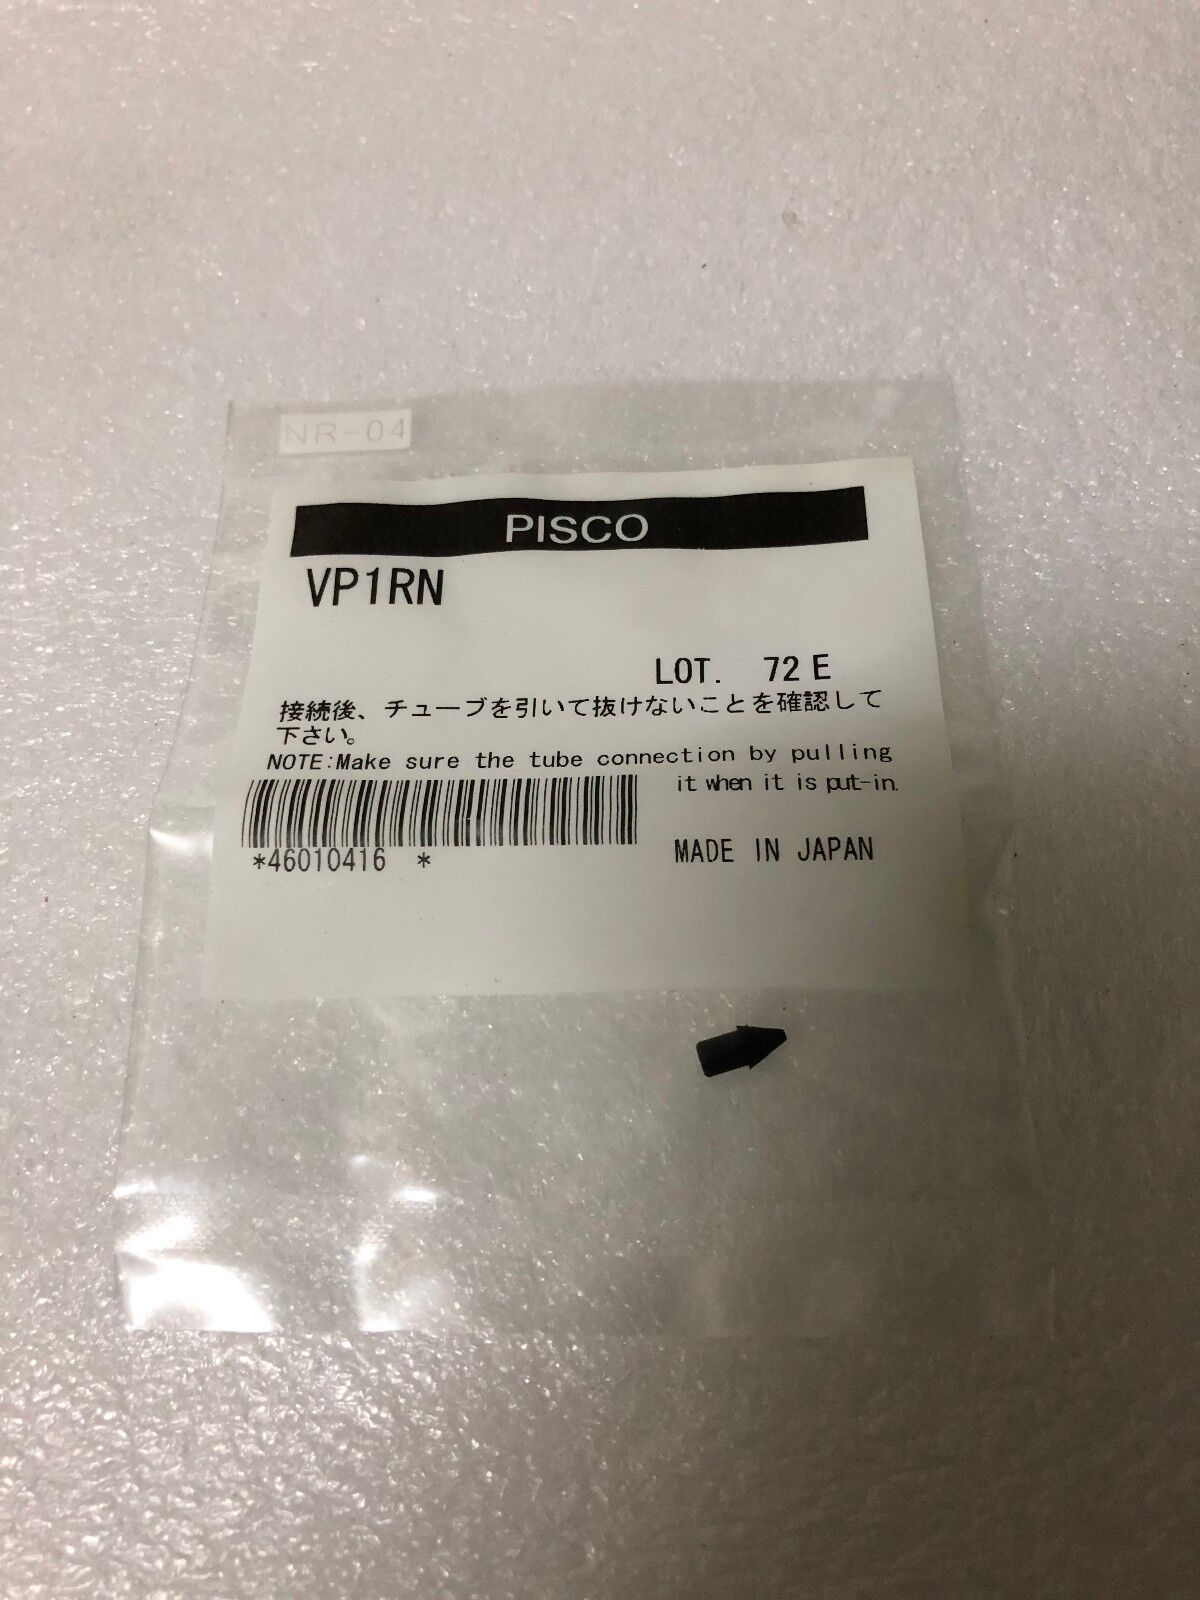 NR-04
PISCO
VP1RN
LOT. 72 E
接続後、チューブを引いて抜けないことを確認して
下さい。
NOTE:Make sure the tube connection by pulling
it when it is put-in.
*46010416 *
MADE IN JAPAN